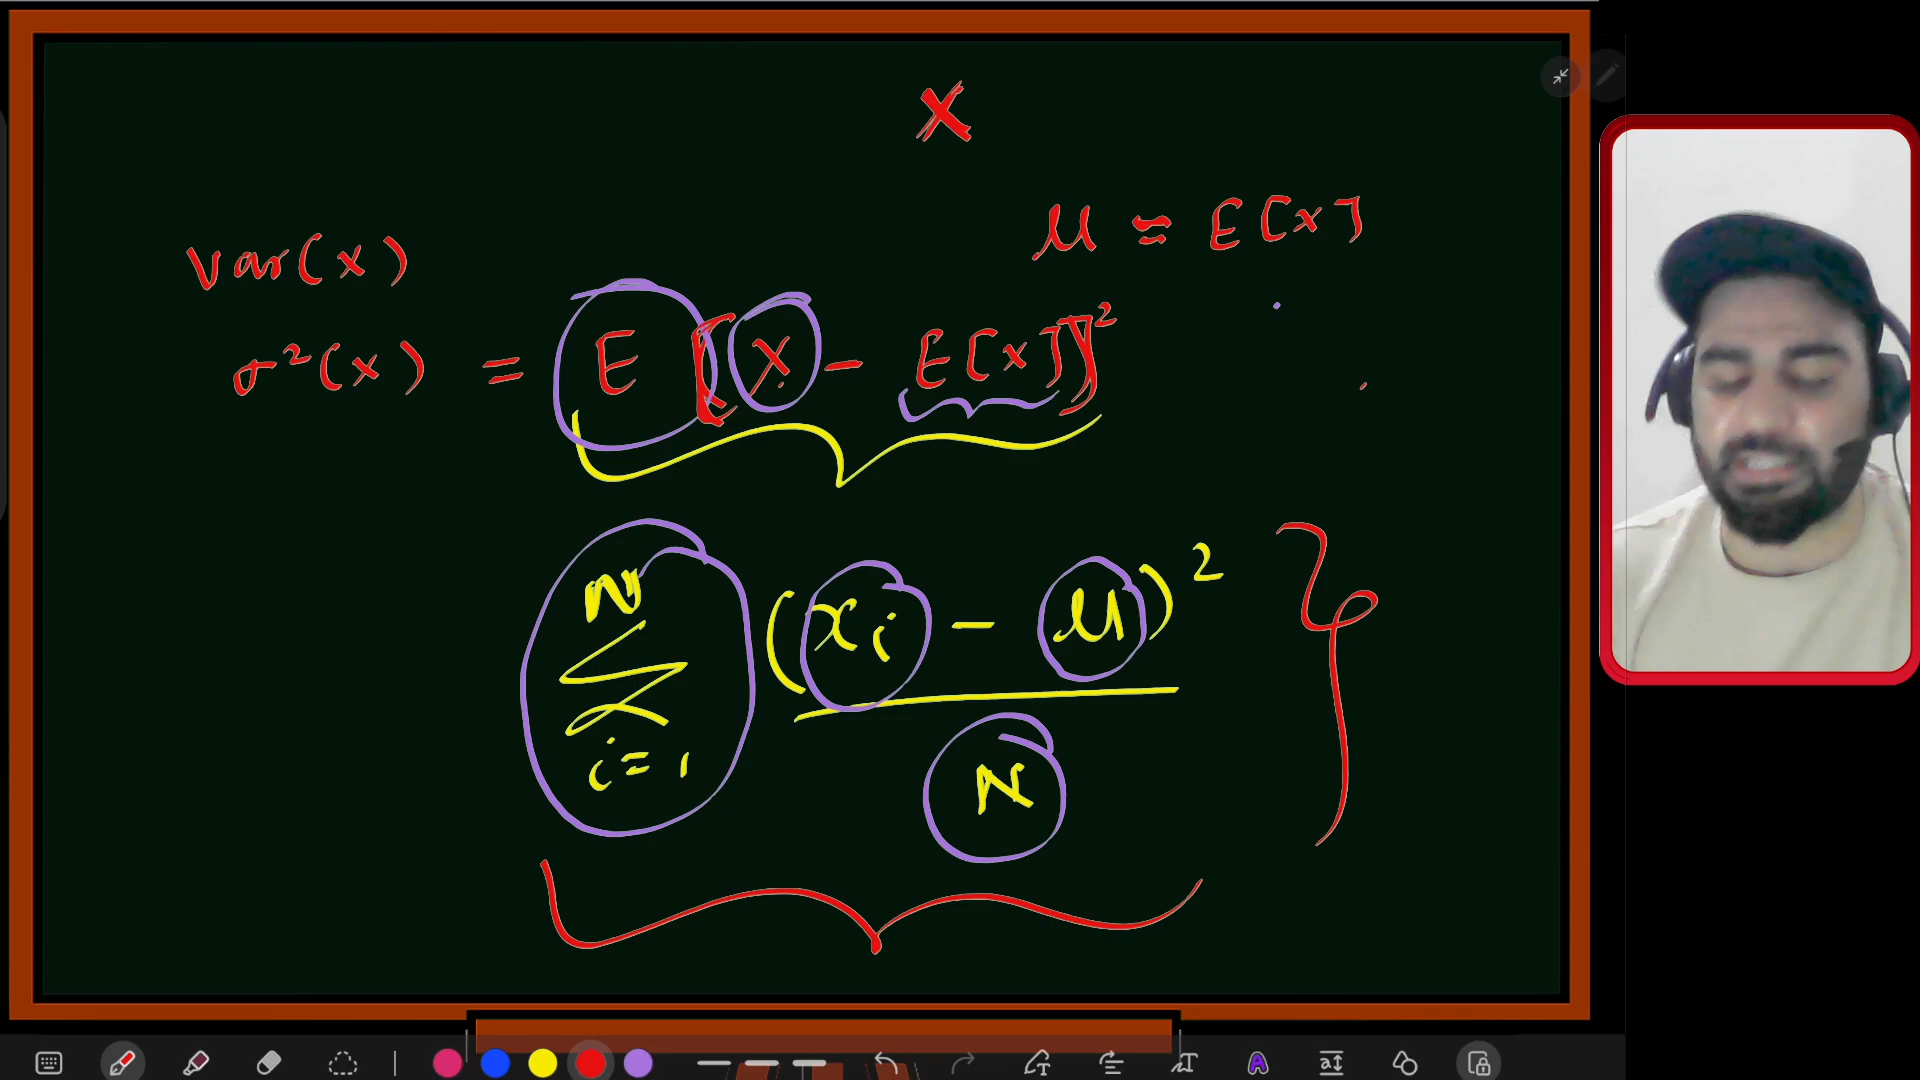 X
μ ≈ E[X]
Var(X)
σ²(X) = E[(X - E[X])]²
N
Σ (xi - μ)²
i=1
N